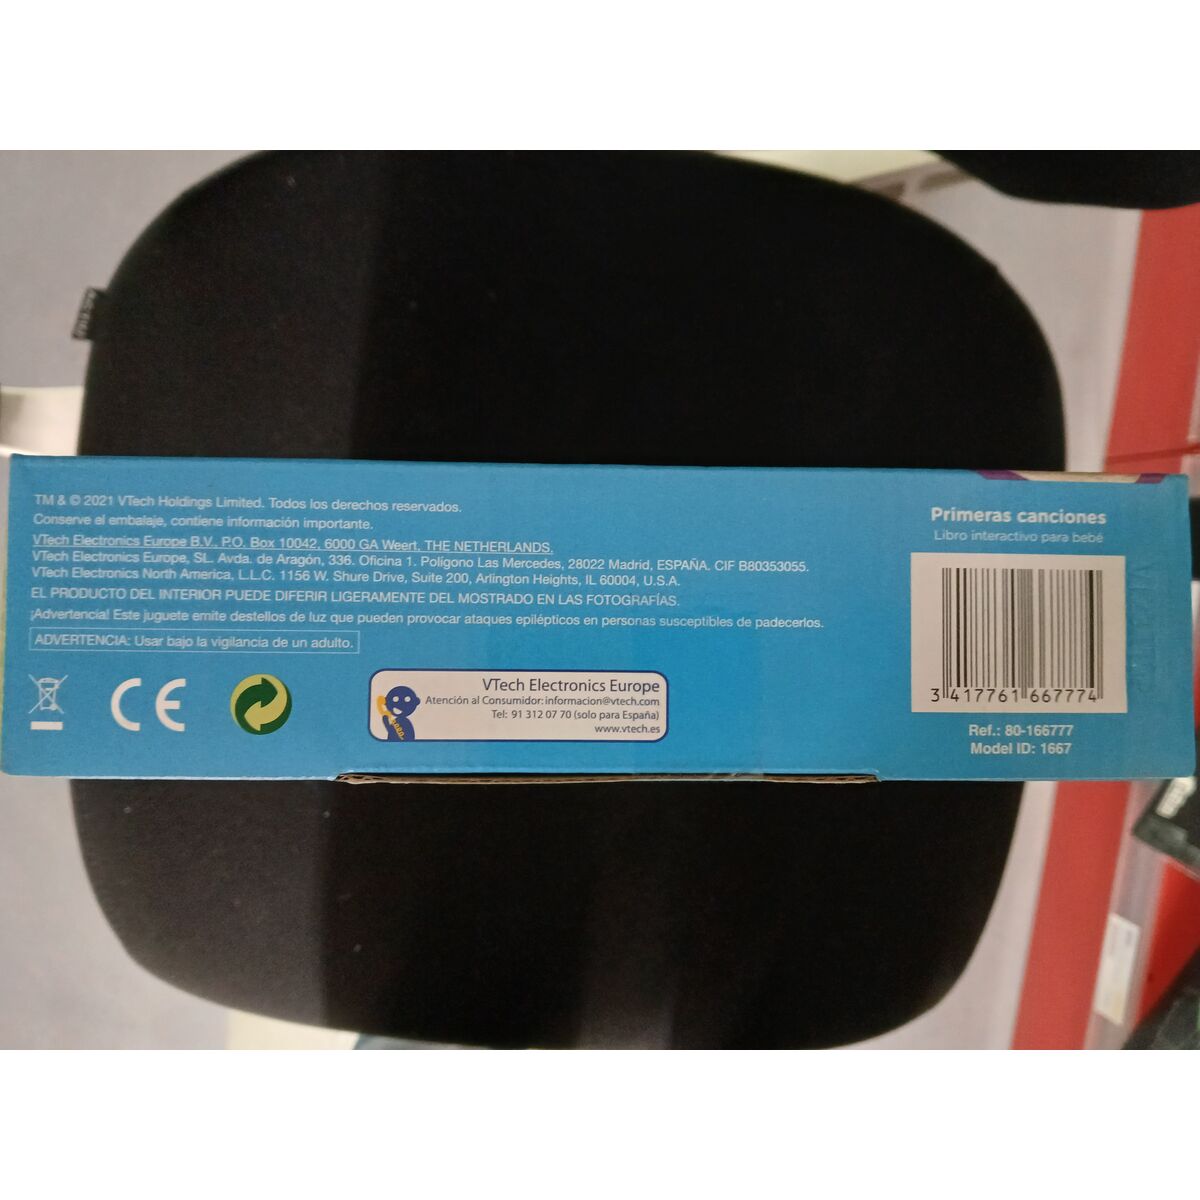 TM & © 2021 VTech Holdings Limited. Todos los derechos reservados.
Conserve el embalaje, contiene información importante.
VTech Electronics Europe B.V., P.O. Box 10042, 6000 GA Weert, THE NETHERLANDS.
VTech Electronics Europe, SL. Avda. de Aragón, 336. Oficina 1. Polígono Las Mercedes, 28022 Madrid, ESPAÑA. CIF B80353055.
VTech Electronics North America, L.L.C. 1156 W. Shure Drive, Suite 200, Arlington Heights, IL 60004, U.S.A.
EL PRODUCTO DEL INTERIOR PUEDE DIFERIR LIGERAMENTE DEL MOSTRADO EN LAS FOTOGRAFÍAS.
¡Advertencia! Este juguete emite destellos de luz que pueden provocar ataques epilépticos en personas susceptibles de padecerlos.
ADVERTENCIA: Usar bajo la vigilancia de un adulto.
CE
VTech Electronics Europe
Atención al Consumidor: informacion@vtech.com
Tel: 91 312 07 70 (solo para España)
www.vtech.es
Primeras canciones
Libro interactivo para bebé
3 417761 667774
Ref.: 80-166777
Model ID: 1667